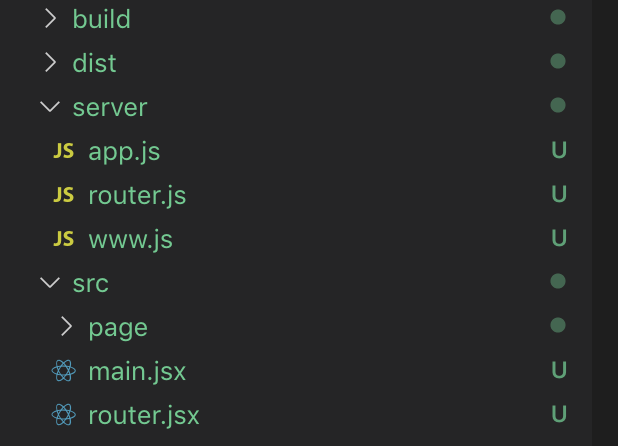 build
dist
server
JS app.js U
JS router.js U
JS www.js U
src
page
main.jsx U
router.jsx U